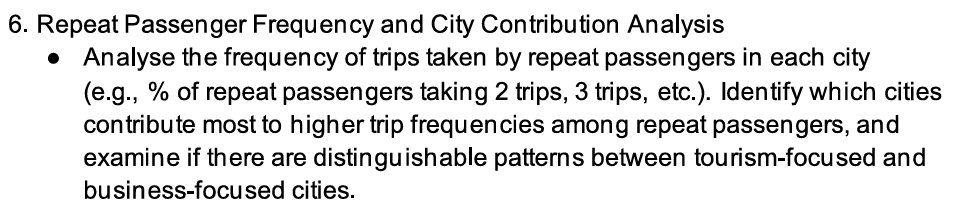 6. Repeat Passenger Frequency and City Contribution Analysis
● Analyse the frequency of trips taken by repeat passengers in each city
(e.g., % of repeat passengers taking 2 trips, 3 trips, etc.). Identify which cities
contribute most to higher trip frequencies among repeat passengers, and
examine if there are distinguishable patterns between tourism-focused and
business-focused cities.